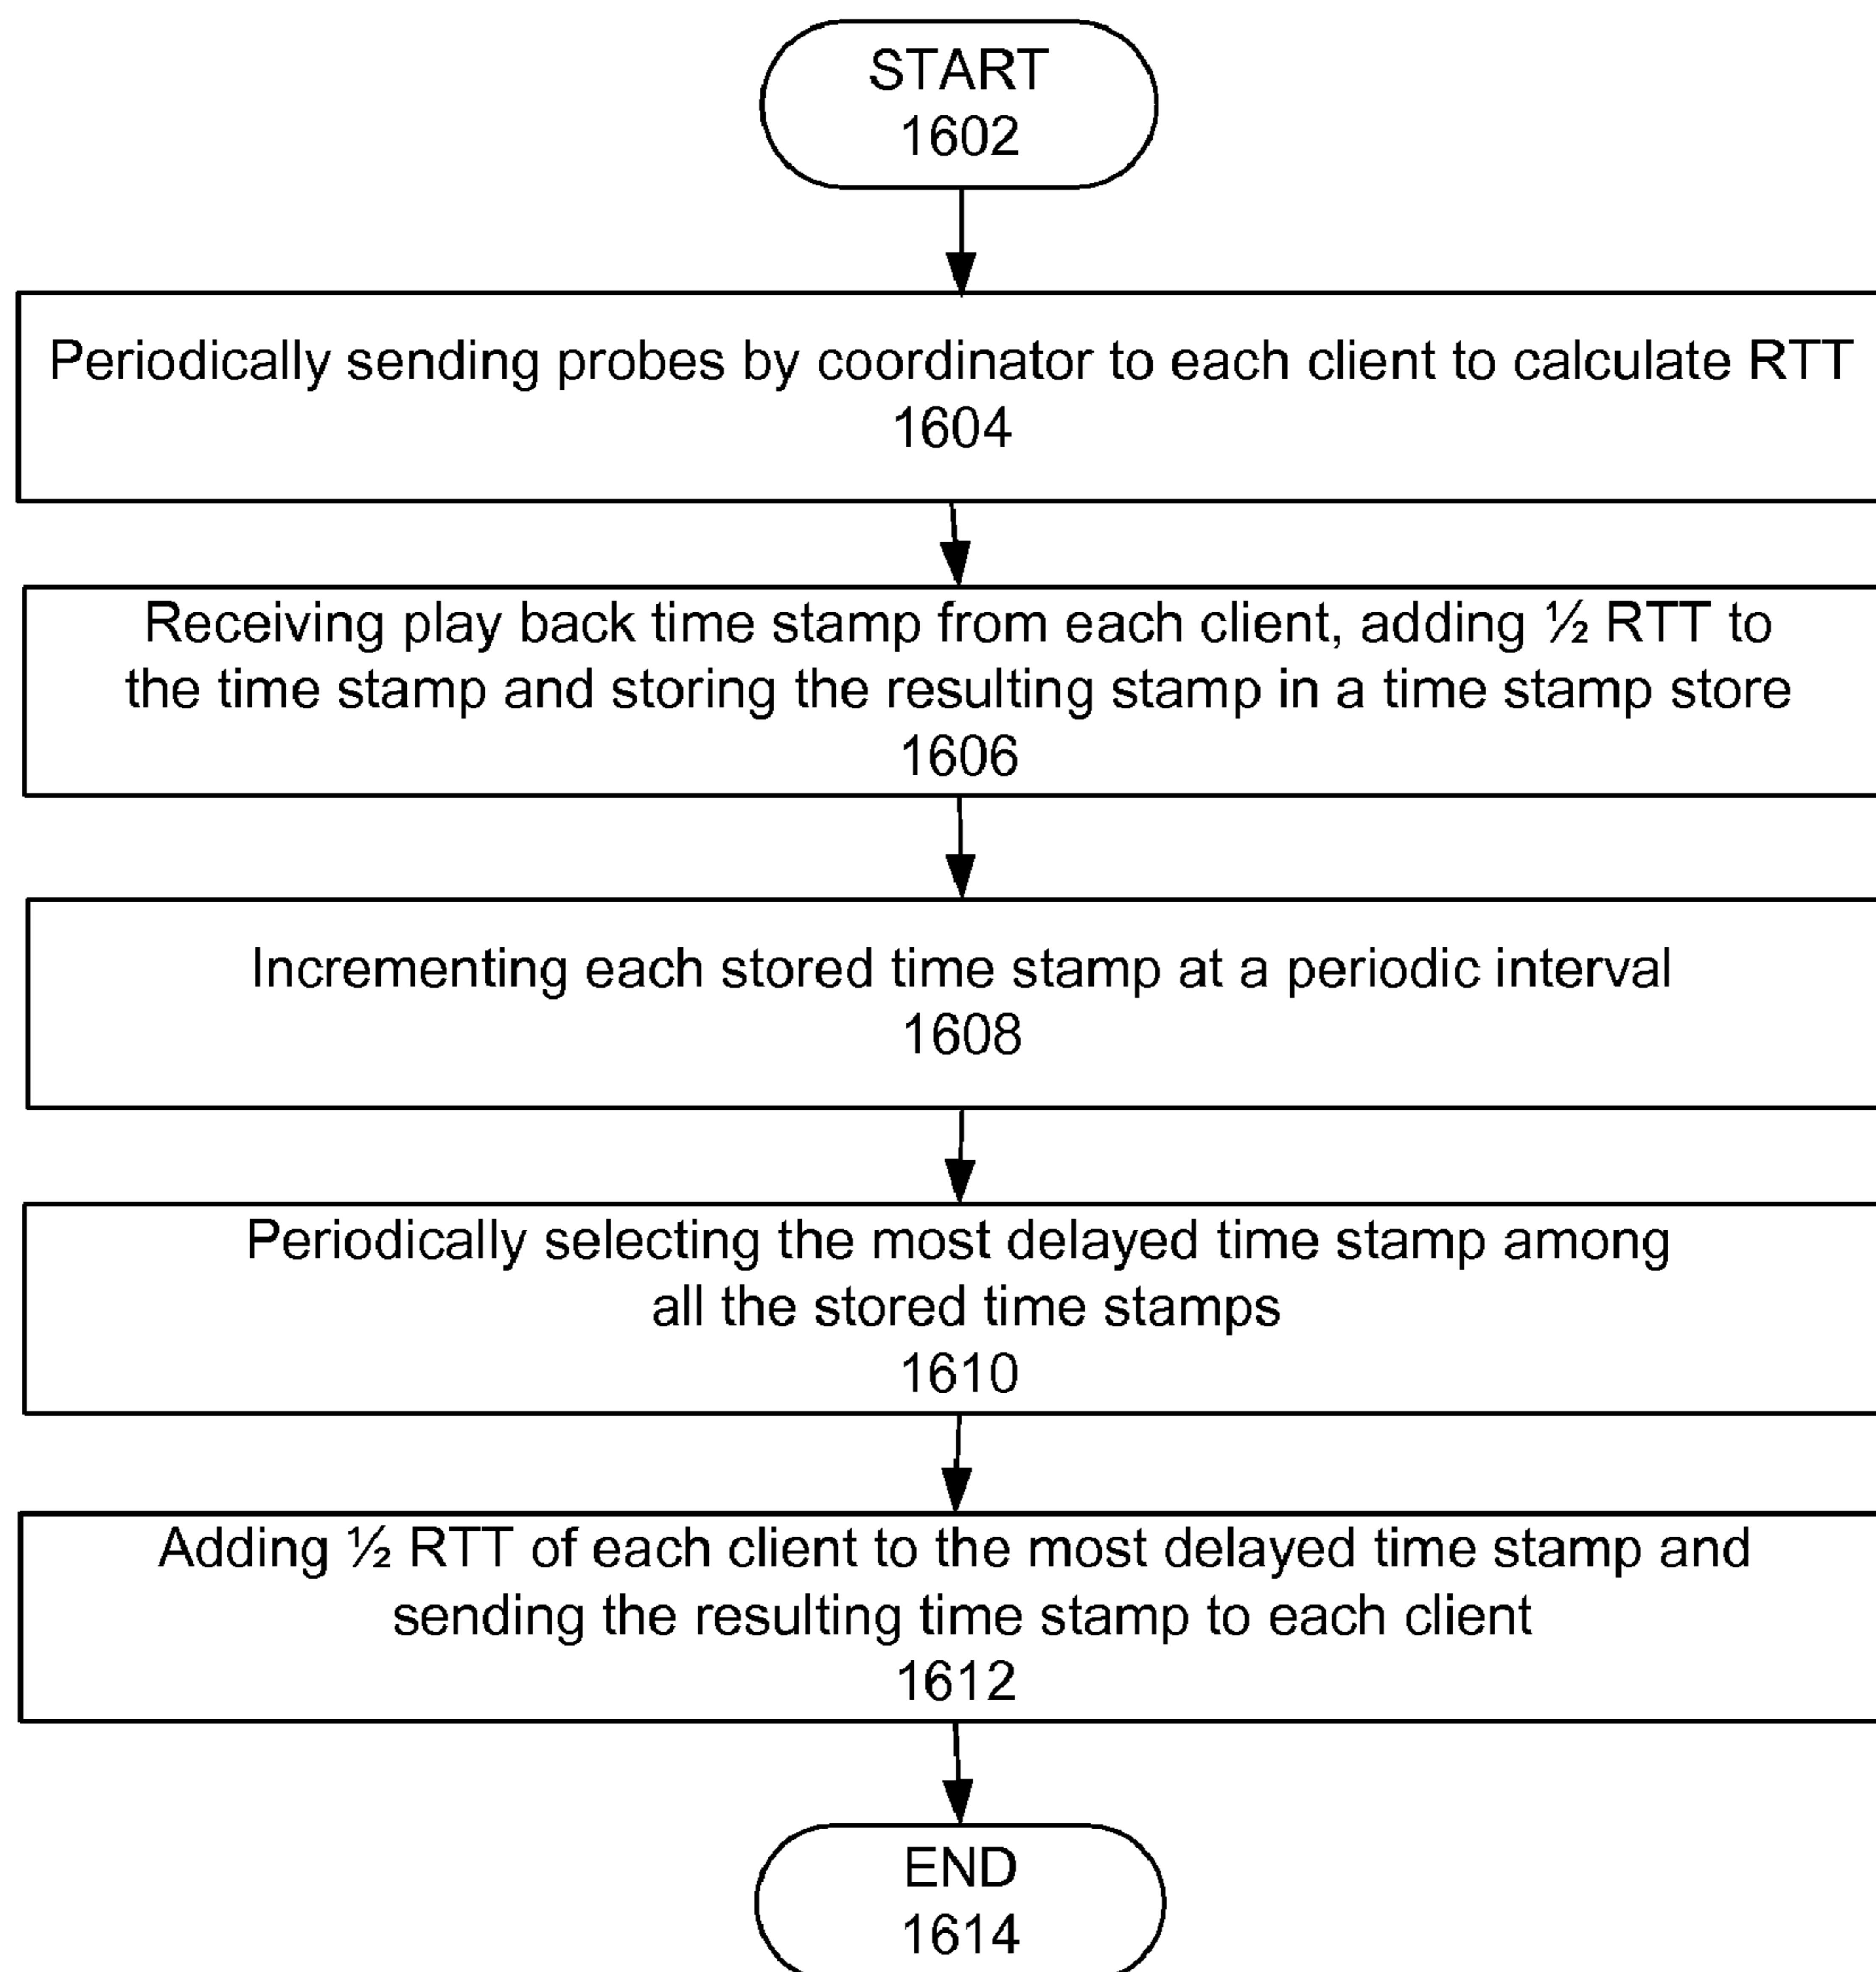 START
1602
Periodically sending probes by coordinator to each client to calculate RTT
1604
Receiving play back time stamp from each client, adding ½ RTT to
the time stamp and storing the resulting stamp in a time stamp store
1606
Incrementing each stored time stamp at a periodic interval
1608
Periodically selecting the most delayed time stamp among
all the stored time stamps
1610
Adding ½ RTT of each client to the most delayed time stamp and
sending the resulting time stamp to each client
1612
END
1614